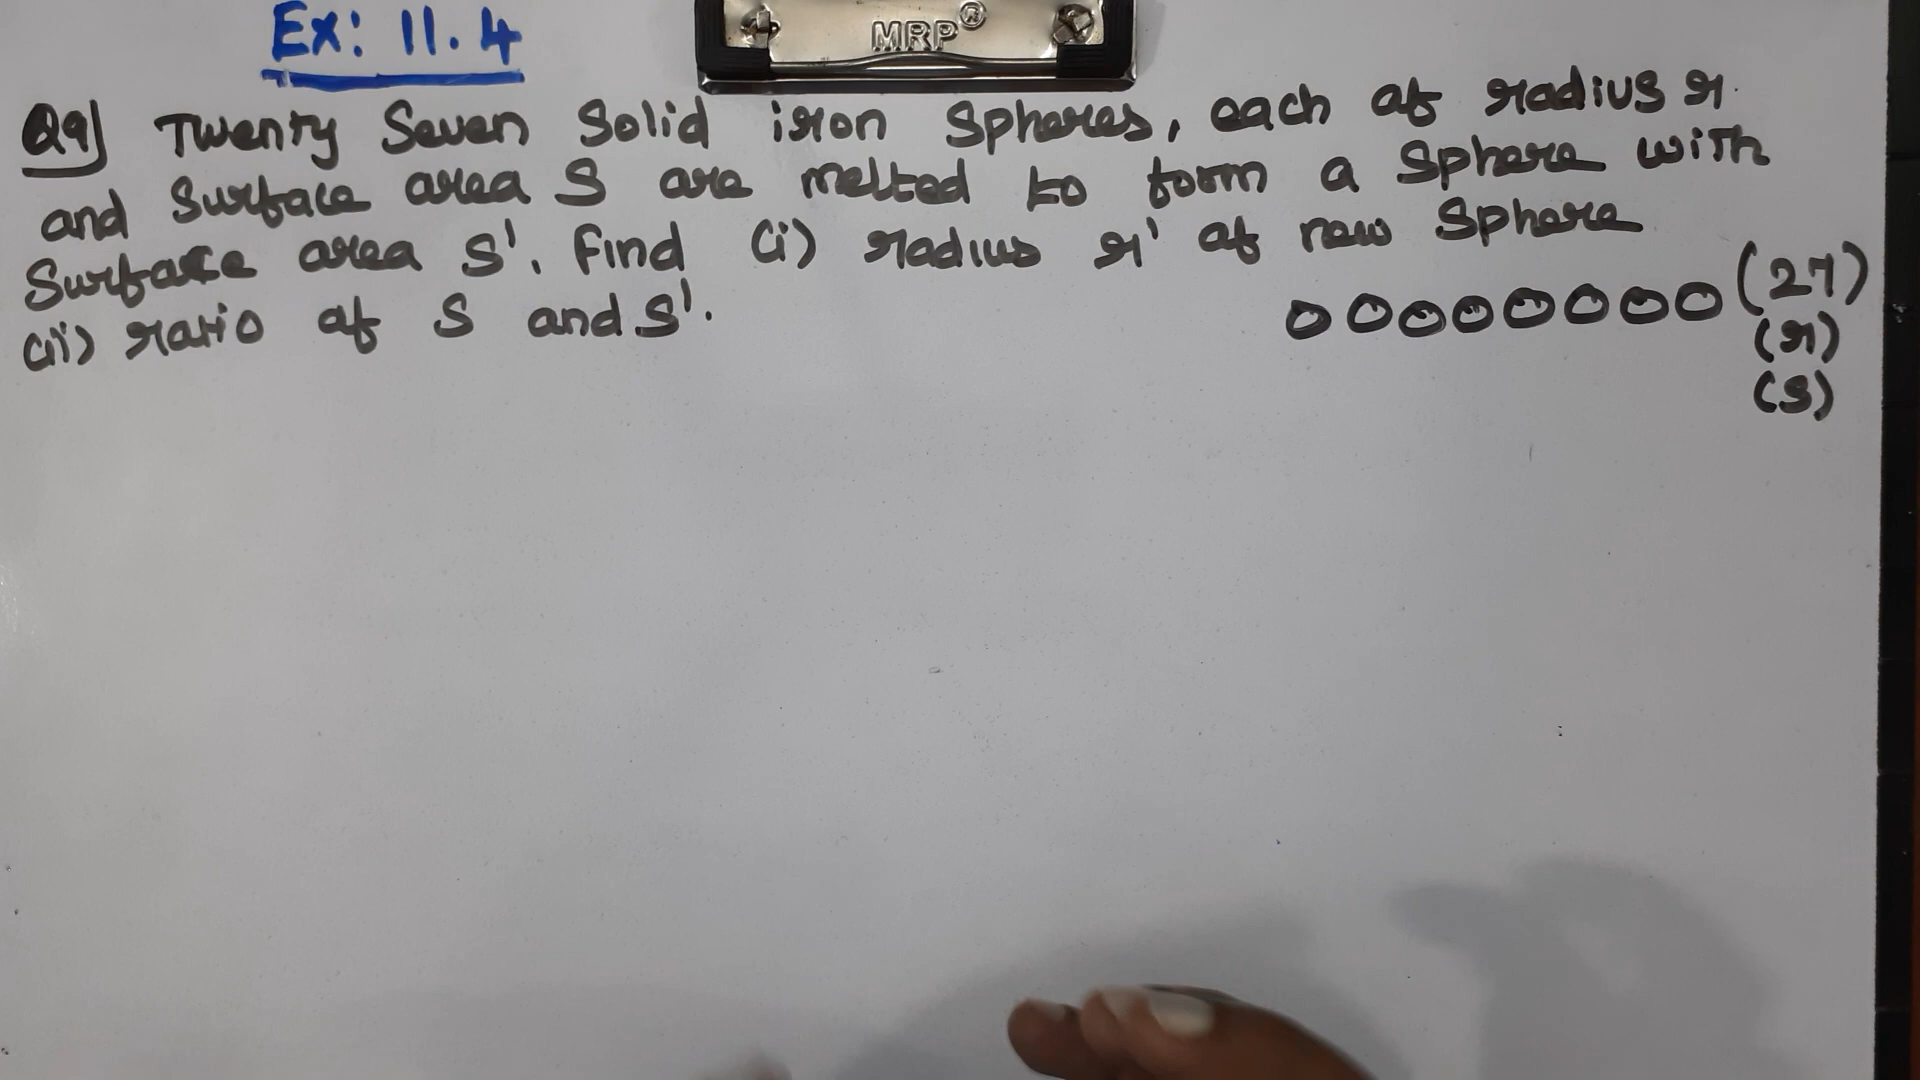 Ex: 11.4
MRP®
Q9) Twenty Seven Solid iron Spheres, each of radius r.
and Surface area S are melted to form a Sphere with
Surface area S'. Find (i) radius r' of new Sphere
(ii) ratio of S and S'.
(27)
(r)
(S)